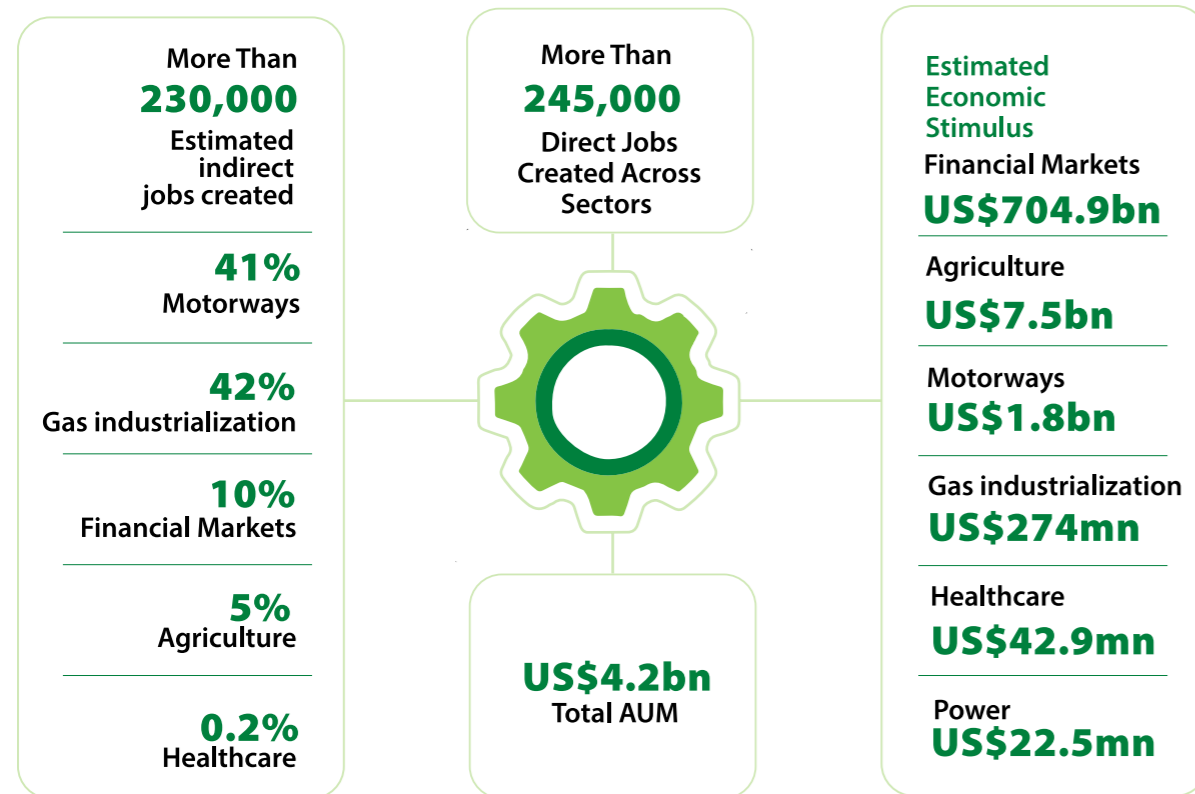 More Than
230,000
Estimated
indirect
jobs created
41%
Motorways
42%
Gas industrialization
10%
Financial Markets
5%
Agriculture
0.2%
Healthcare
More Than
245,000
Direct Jobs
Created Across
Sectors
US$4.2bn
Total AUM
Estimated
Economic
Stimulus
Financial Markets
US$704.9bn
Agriculture
US$7.5bn
Motorways
US$1.8bn
Gas industrialization
US$274mn
Healthcare
US$42.9mn
Power
US$22.5mn